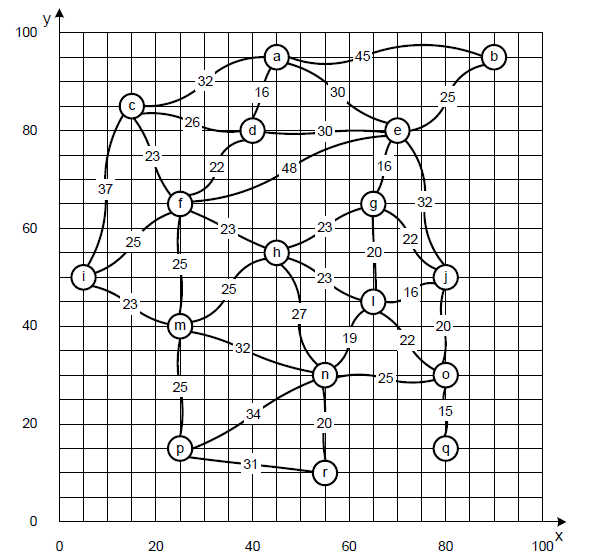 y
100
a 45 b
32
16 30
25
c
26
80 d 30 e
23
22 48 16
f g 32
60
23 23
37 22
25 h
25 23
i j
25 16
23 20
l
27
40 m 20
19 22
32
n 25 o
25
34 15
20 20
p 31 q
r
0
0 20 40 60 80 100
x